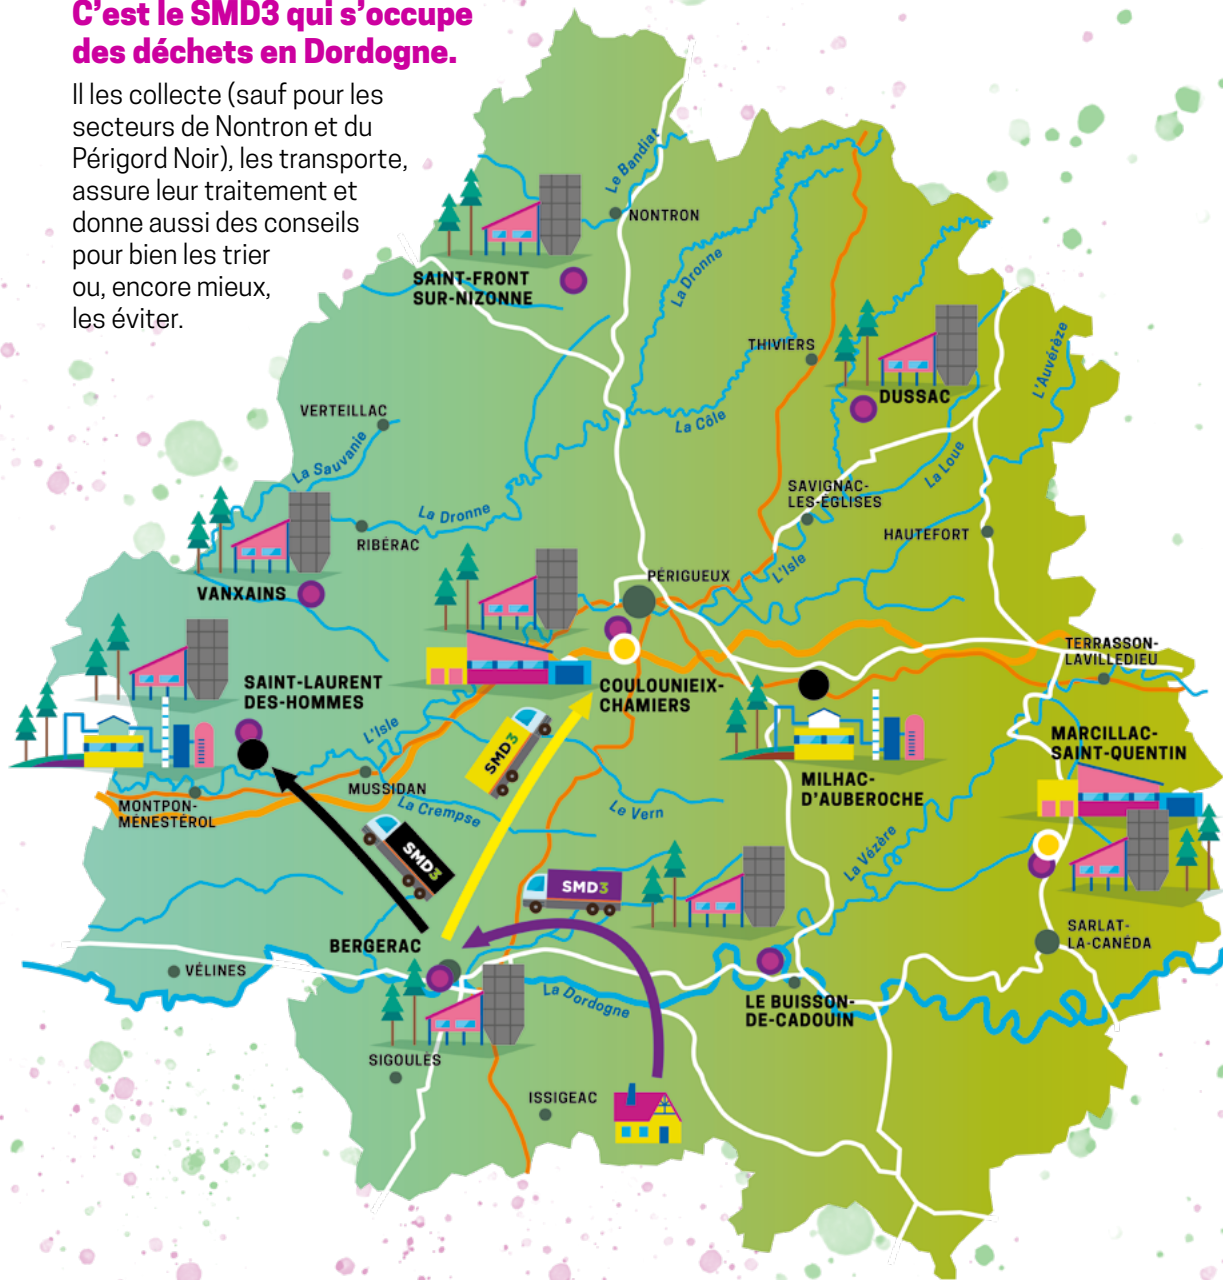 C'est le SMD3 qui s'occupe
des déchets en Dordogne.
Il les collecte (sauf pour les
secteurs de Nontron et du
Périgord Noir), les transporte,
assure leur traitement et
donne aussi des conseils
pour bien les trier
ou, encore mieux,
les éviter.
Le Bandiat
NONTRON
SAINT-FRONT
SUR-NIZONNE
La Dronne
THIVIERS
L'Auvérèze
DUSSAC
VERTEILLAC
La Côle
La Sauvanie
La Loue
SAVIGNAC-
LES-ÉGLISES
La Dronne
RIBÉRAC
HAUTEFORT
L'Isle
PÉRIGUEUX
VANXAINS
TERRASSON-
LAVILLEDIEU
SAINT-LAURENT
DES-HOMMES
COULOUNIEIX-
CHAMIERS
L'Isle
SMD3
MARCILLAC-
SAINT-QUENTIN
MILHAC-
D'AUBEROCHE
MUSSIDAN
MONTPON-
MÉNESTÉROL
La Crempse
Le Vern
SMD3
La Vézère
SMD3
BERGERAC
SARLAT-
LA-CANÉDA
VÉLINES
La Dordogne
LE BUISSON-
DE-CADOUIN
SIGOULÈS
ISSIGEAC